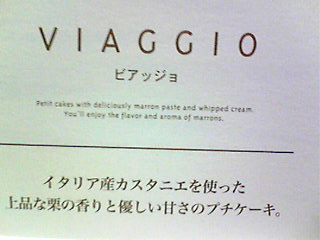 VIAGGIO
ビアッジョ
Petit cakes with deliciously marron paste and whipped cream.
You'll enjoy the flavor and aroma of marrons.
イタリア産カスタニエを使った
上品な栗の香りと優しい甘さのプチケーキ。